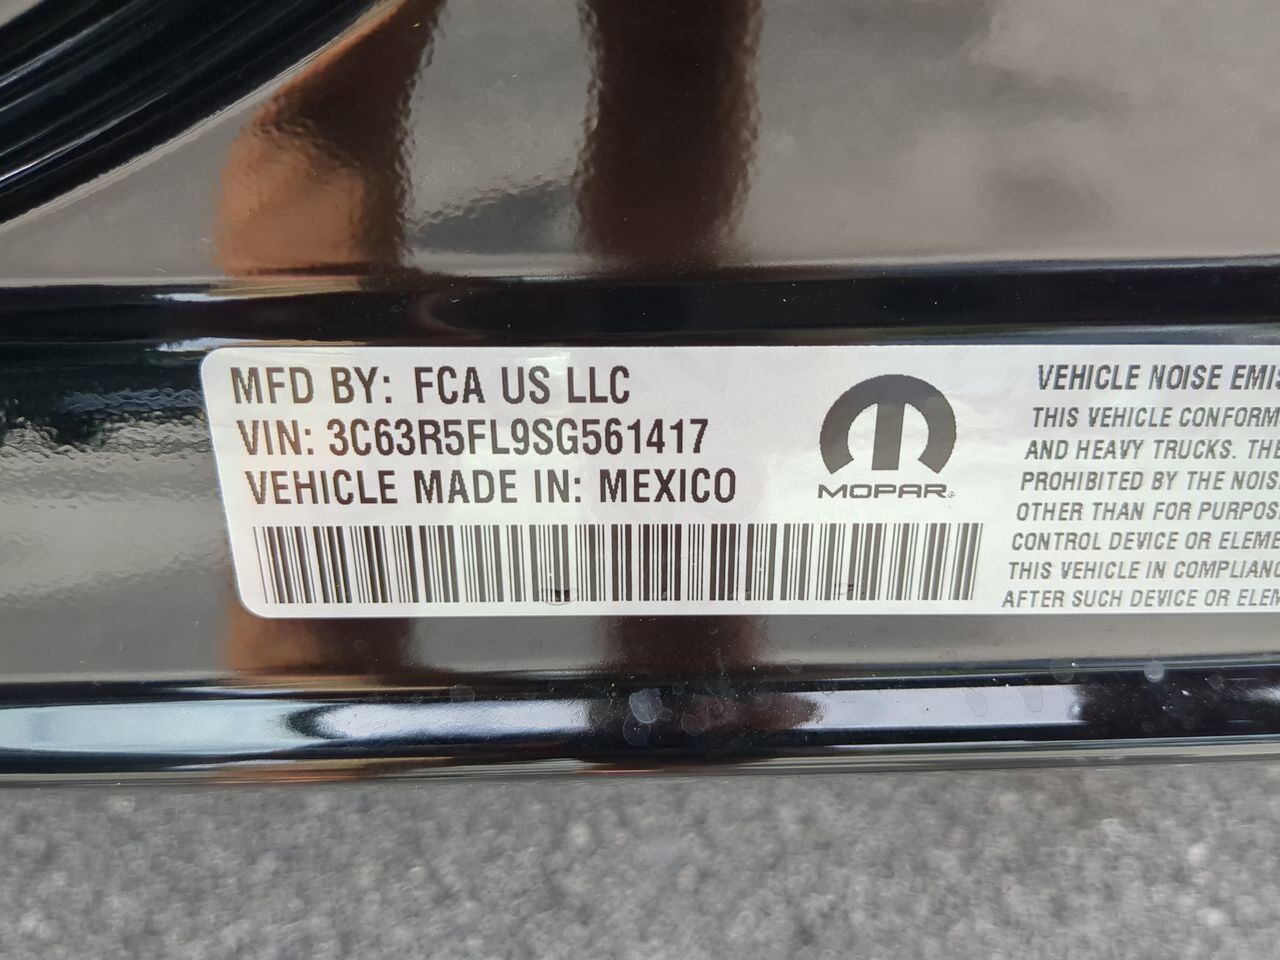 MFD BY: FCA US LLC
VIN: 3C63R5FL9SG561417
VEHICLE MADE IN: MEXICO
MOPAR®
VEHICLE NOISE EMIS
THIS VEHICLE CONFORM
AND HEAVY TRUCKS. THE
PROHIBITED BY THE NOIS
OTHER THAN FOR PURPOS
CONTROL DEVICE OR ELEME
THIS VEHICLE IN COMPLIANC
AFTER SUCH DEVICE OR ELEM